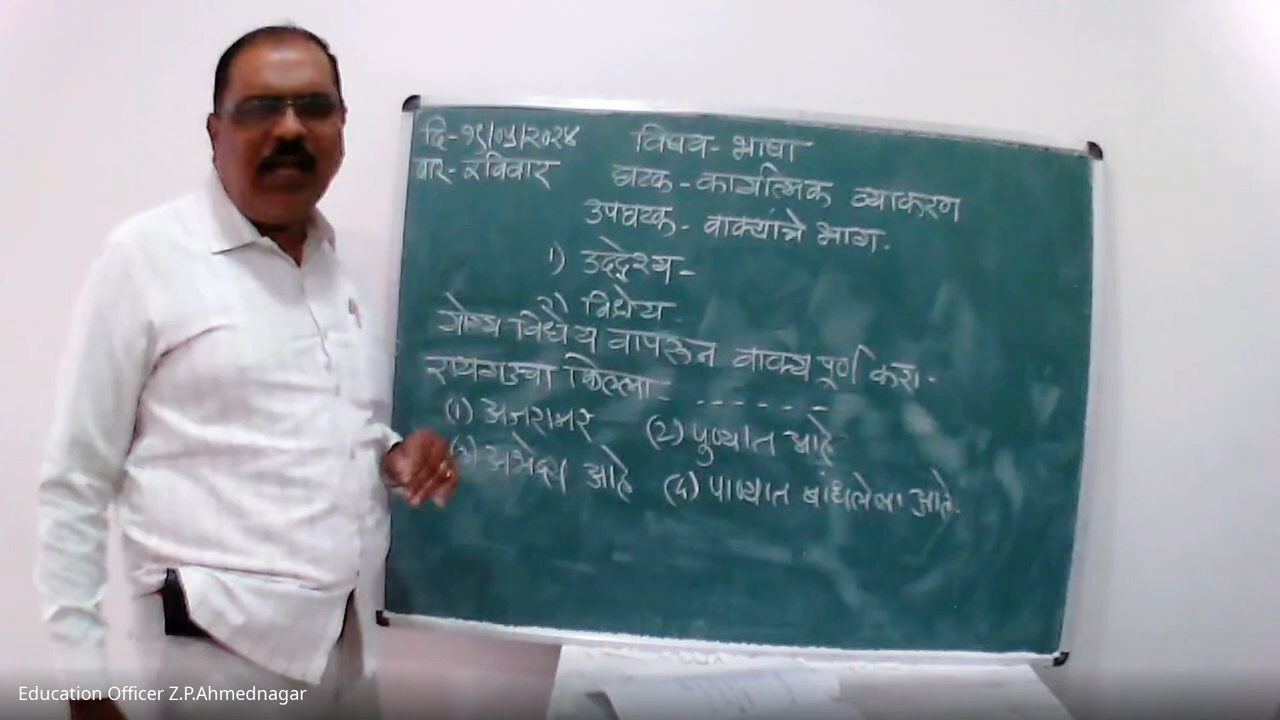 दि-१९/०५/२०२४
वार-रविवार
विषय-भाषा
घटक-कार्यात्मिक व्याकरण
उपघटक-वाक्यांचे भाग.
१) उद्देश्य-
२) विधेय
योग्य विधेय वापरून वाक्य पूर्ण करा.
रायगडचा किल्ला-------
(1) अजरामर (2) पुण्यात आहे
(3) अभेद्य आहे (4) पाण्यात बांधलेला आहे.
Education Officer Z.P.Ahmednagar